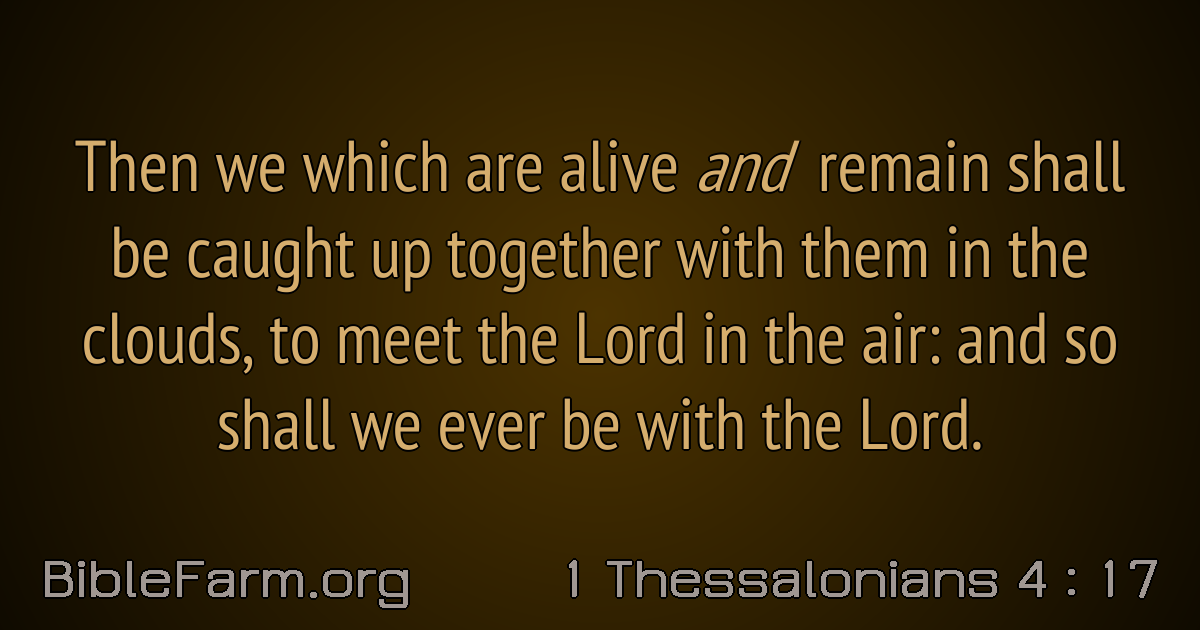 Then we which are alive and remain shall
be caught up together with them in the
clouds, to meet the Lord in the air: and so
shall we ever be with the Lord.
BibleFarm.org
1 Thessalonians 4 : 17